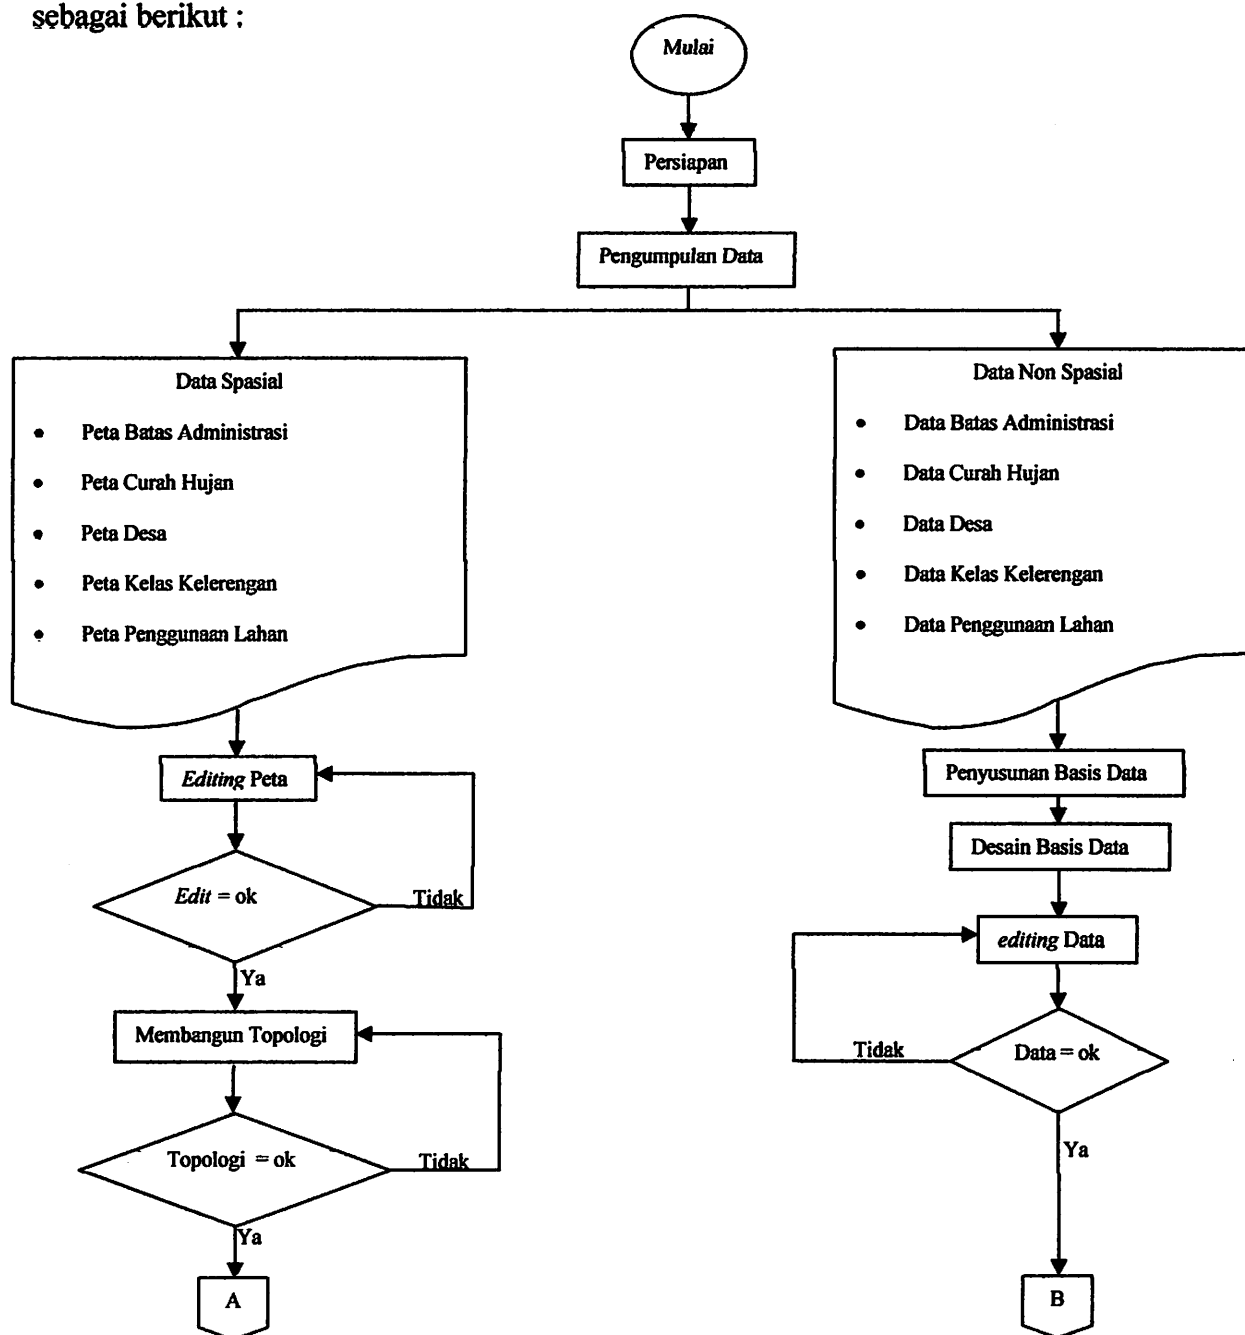 sebagai berikut :
Mulai
Persiapan
Pengumpulan Data
Data Spasial
• Peta Batas Administrasi
• Peta Curah Hujan
• Peta Desa
• Peta Kelas Kelerengan
• Peta Penggunaan Lahan
Editing Peta
Edit = ok
Tidak
Ya
Membangun Topologi
Topologi = ok
Tidak
Ya
A
Data Non Spasial
• Data Batas Administrasi
• Data Curah Hujan
• Data Desa
• Data Kelas Kelerengan
• Data Penggunaan Lahan
Penyusunan Basis Data
Desain Basis Data
editing Data
Data = ok
Tidak
Ya
B